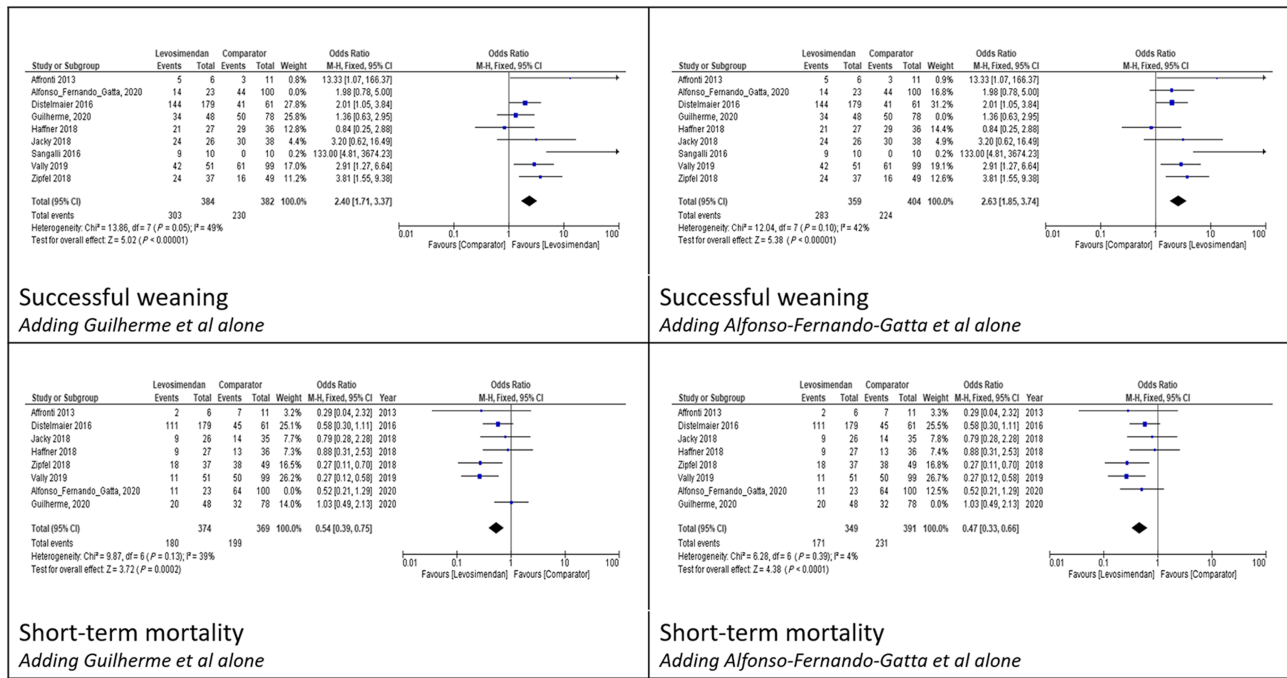 Levosimendan Comparator Odds Ratio Odds Ratio
Study or Subgroup Events Total Events Total Weight M-H, Fixed, 95% CI M-H, Fixed, 95% CI
Affronti 2013 5 6 3 11 0.8% 13.33 [1.07, 166.37]
Alfonso_Fernando_Gatta, 2020 14 23 44 100 0.0% 1.98 [0.78, 5.00]
Distelmaier 2016 144 179 41 61 27.8% 2.01 [1.05, 3.84]
Guilherme, 2020 34 48 50 78 24.0% 1.36 [0.63, 2.95]
Haffner 2018 21 27 29 36 12.8% 0.84 [0.25, 2.88]
Jacky 2018 24 26 30 38 4.4% 3.20 [0.62, 16.49]
Sangalli 2016 9 10 0 10 0.2% 133.00 [4.81, 3674.23]
Vally 2019 42 51 61 99 17.0% 2.91 [1.27, 6.64]
Zipfel 2018 24 37 16 49 11.2% 3.81 [1.55, 9.38]
Total (95% CI) 384 382 100.0% 2.40 [1.71, 3.37]
Total events 303 230
Heterogeneity: Chi² = 13.86, df = 7 (P = 0.05); I² = 49%
Test for overall effect: Z = 5.02 (P < 0.00001)
0.01 0.1 1 10 100
Favours [Comparator] Favours [Levosimendan]
Successful weaning
Adding Guilherme et al alone
Levosimendan Comparator Odds Ratio Odds Ratio
Study or Subgroup Events Total Events Total Weight M-H, Fixed, 95% CI M-H, Fixed, 95% CI
Affronti 2013 5 6 3 11 0.9% 13.33 [1.07, 166.37]
Alfonso_Fernando_Gatta, 2020 14 23 44 100 16.8% 1.98 [0.78, 5.00]
Distelmaier 2016 144 179 41 61 31.2% 2.01 [1.05, 3.84]
Guilherme, 2020 34 48 50 78 0.0% 1.36 [0.63, 2.95]
Haffner 2018 21 27 29 36 14.4% 0.84 [0.25, 2.88]
Jacky 2018 24 26 30 38 4.9% 3.20 [0.62, 16.49]
Sangalli 2016 9 10 0 10 0.2% 133.00 [4.81, 3674.23]
Vally 2019 42 51 61 99 19.1% 2.91 [1.27, 6.64]
Zipfel 2018 24 37 16 49 12.6% 3.81 [1.55, 9.38]
Total (95% CI) 359 404 100.0% 2.63 [1.85, 3.74]
Total events 283 224
Heterogeneity: Chi² = 12.04, df = 7 (P = 0.10); I² = 42%
Test for overall effect: Z = 5.38 (P < 0.00001)
0.01 0.1 1 10 100
Favours [Comparator] Favours [Levosimendan]
Successful weaning
Adding Alfonso-Fernando-Gatta et al alone
Levosimendan Comparator Odds Ratio Odds Ratio
Study or Subgroup Events Total Events Total Weight M-H, Fixed, 95% CI Year M-H, Fixed, 95% CI
Affronti 2013 2 6 7 11 3.2% 0.29 [0.04, 2.32] 2013
Distelmaier 2016 111 179 45 61 25.1% 0.58 [0.30, 1.11] 2016
Jacky 2018 9 26 14 35 7.5% 0.79 [0.28, 2.28] 2018
Haffner 2018 9 27 13 36 7.2% 0.88 [0.31, 2.53] 2018
Zipfel 2018 18 37 38 49 16.5% 0.27 [0.11, 0.70] 2018
Vally 2019 11 51 50 99 26.2% 0.27 [0.12, 0.58] 2019
Alfonso_Fernando_Gatta, 2020 11 23 64 100 0.0% 0.52 [0.21, 1.29] 2020
Guilherme, 2020 20 48 32 78 14.4% 1.03 [0.49, 2.13] 2020
Total (95% CI) 374 369 100.0% 0.54 [0.39, 0.75]
Total events 180 199
Heterogeneity: Chi² = 9.87, df = 6 (P = 0.13); I² = 39%
Test for overall effect: Z = 3.72 (P = 0.0002)
0.01 0.1 1 10 100
Favours [Levosimendan] Favours [Comparator]
Short-term mortality
Adding Guilherme et al alone
Levosimendan Comparator Odds Ratio Odds Ratio
Study or Subgroup Events Total Events Total Weight M-H, Fixed, 95% CI Year M-H, Fixed, 95% CI
Affronti 2013 2 6 7 11 3.3% 0.29 [0.04, 2.32] 2013
Distelmaier 2016 111 179 45 61 25.7% 0.58 [0.30, 1.11] 2016
Jacky 2018 9 26 14 35 7.7% 0.79 [0.28, 2.28] 2018
Haffner 2018 9 27 13 36 7.4% 0.88 [0.31, 2.53] 2018
Zipfel 2018 18 37 38 49 16.8% 0.27 [0.11, 0.70] 2018
Vally 2019 11 51 50 99 26.7% 0.27 [0.12, 0.58] 2019
Alfonso_Fernando_Gatta, 2020 11 23 64 100 12.5% 0.52 [0.21, 1.29] 2020
Guilherme, 2020 20 48 32 78 0.0% 1.03 [0.49, 2.13] 2020
Total (95% CI) 349 391 100.0% 0.47 [0.33, 0.66]
Total events 171 231
Heterogeneity: Chi² = 6.28, df = 6 (P = 0.39); I² = 4%
Test for overall effect: Z = 4.38 (P < 0.0001)
0.01 0.1 1 10 100
Favours [Levosimendan] Favours [Comparator]
Short-term mortality
Adding Alfonso-Fernando-Gatta et al alone